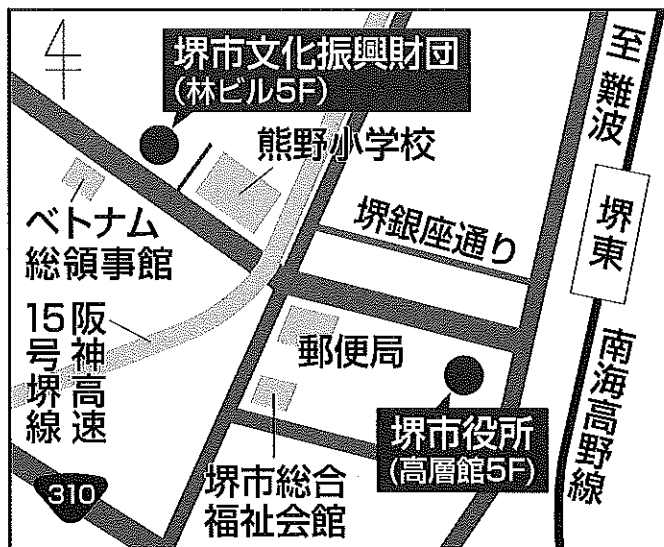 堺市文化振興財団
(林ビル5F)
熊野小学校
ベトナム
総領事館
阪神高速
15号堺線
堺銀座通り
至 難波
堺東
南海高野線
郵便局
堺市役所
(高層館5F)
堺市総合
福祉会館
310